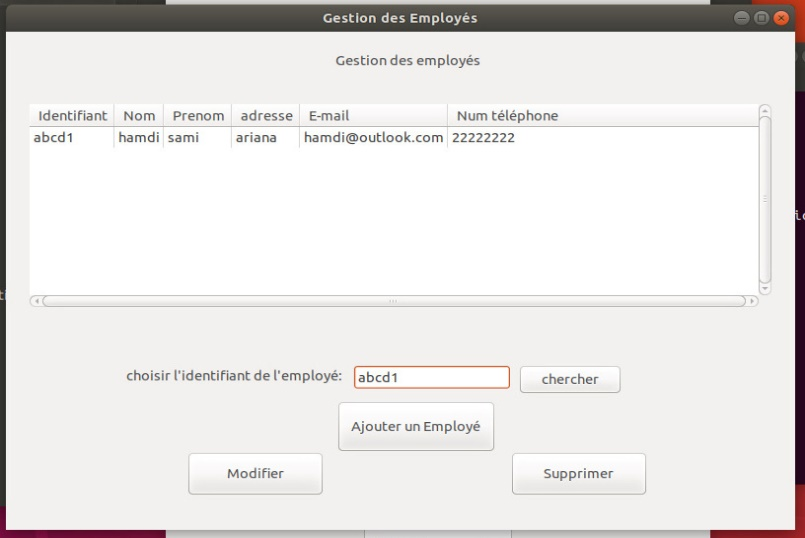 Gestion des Employés
Gestion des employés
Identifiant Nom Prenom adresse E-mail Num téléphone
abcd1 hamdi sami ariana hamdi@outlook.com 22222222
choisir l'identifiant de l'employé: abcd1 chercher
Ajouter un Employé
Modifier Supprimer